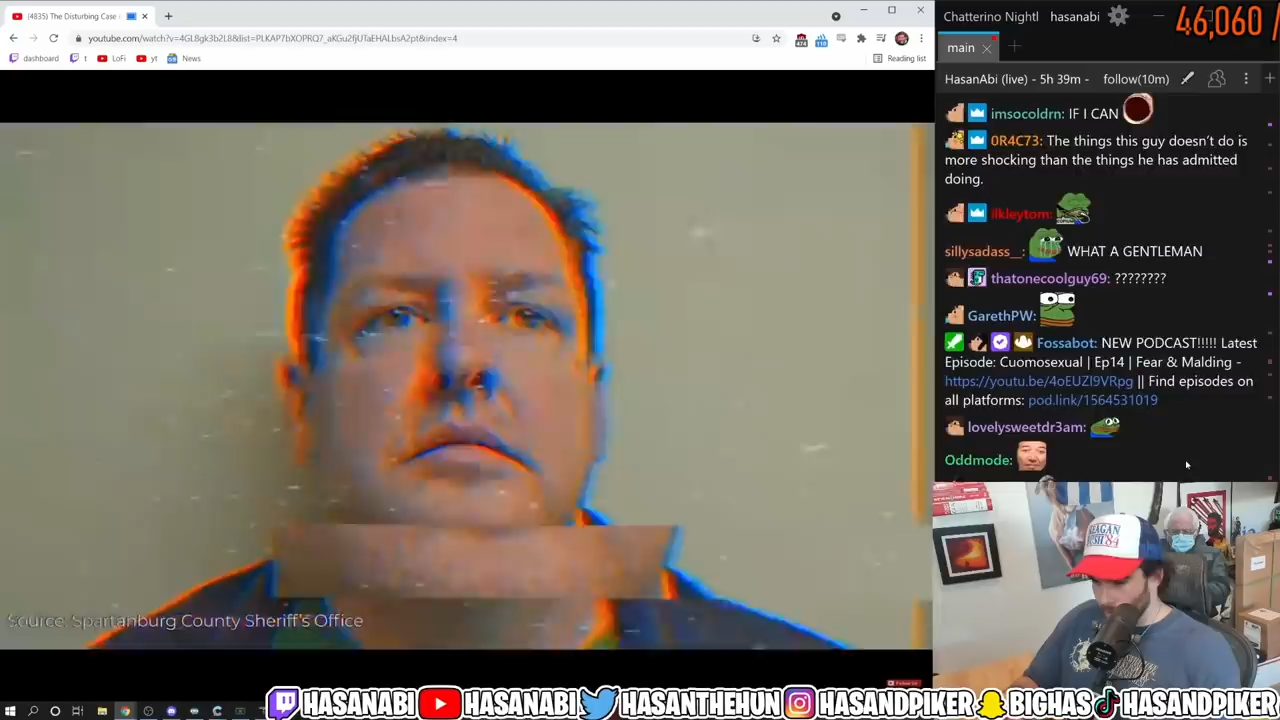 (4835) The Disturbing Case
youtube.com/watch?v=4GL8gk3b2L8&list=PLKAP7bXOPRQ7_aKGu2fjUTaEHALbsA2pt&index=4
dashboard
t
LoFi
yt
News
Reading list
Source: Spartanburg County Sheriff's Office
Chatterino Nightl
hasanabi
46,060 /
main
HasanAbi (live) - 5h 39m -
follow(10m)
imsocoldrn: IF I CAN
0R4C73: The things this guy doesn't do is
more shocking than the things he has admitted
doing.
ilkleytom:
sillysadass__: WHAT A GENTLEMAN
thatonecoolguy69: ????????
GarethPW:
Fossabot: NEW PODCAST!!!!! Latest
Episode: Cuomosexual | Ep14 | Fear & Malding -
https://youtu.be/4oEUZI9VRpg || Find episodes on
all platforms: pod.link/1564531019
lovelysweetdr3am:
Oddmode:
REAGAN
BUSH '84
HASANABI
HASANABI
HASANTHEHUN
HASANDPIKER
BIGHAS
HASANDPIKER